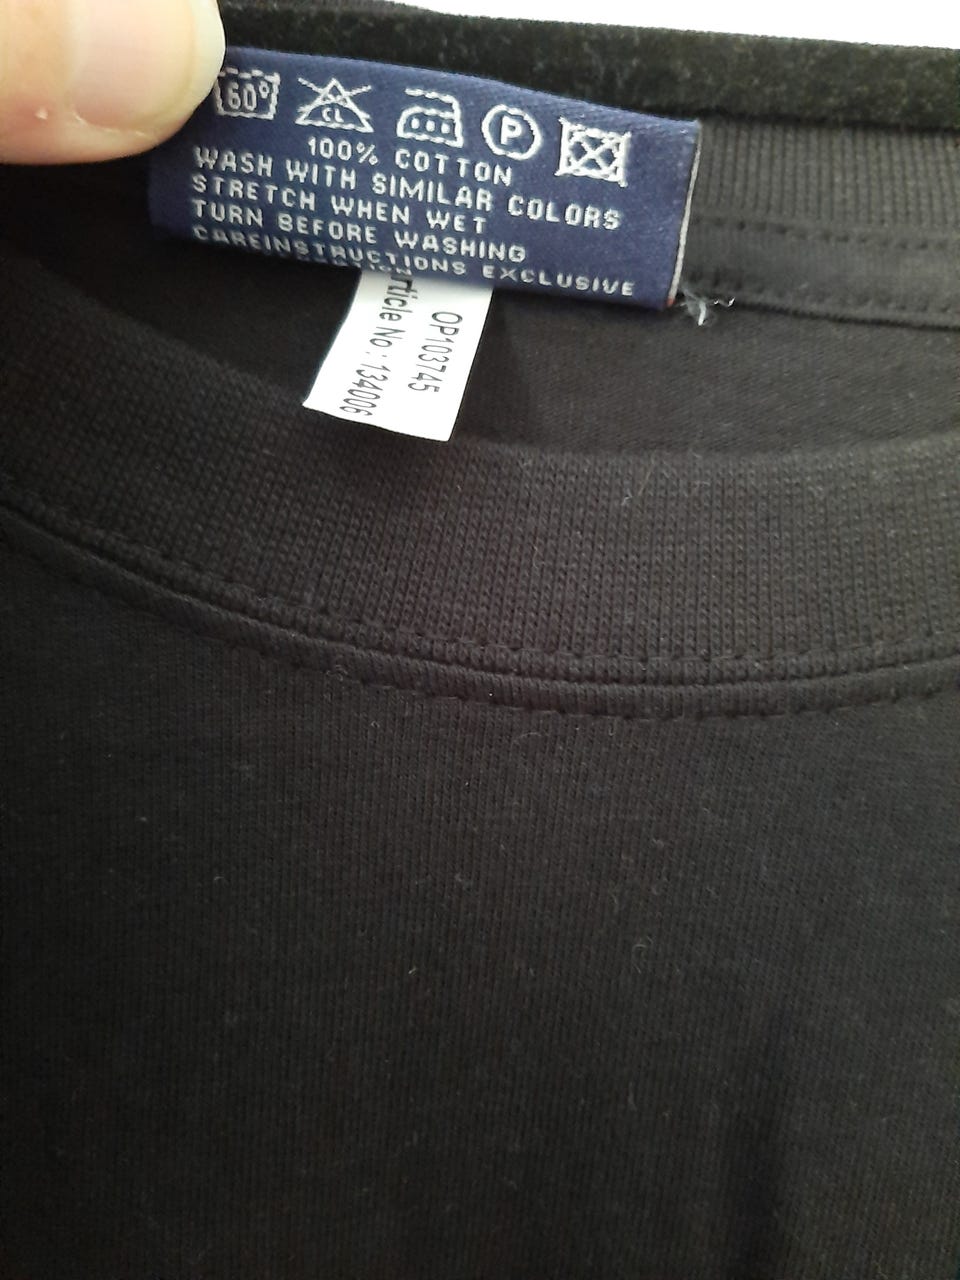 60°
CL
P
100% COTTON
WASH WITH SIMILAR COLORS
STRETCH WHEN WET
TURN BEFORE WASHING
CAREINSTRUCTIONS EXCLUSIVE
OP103745
Article No.: 134006